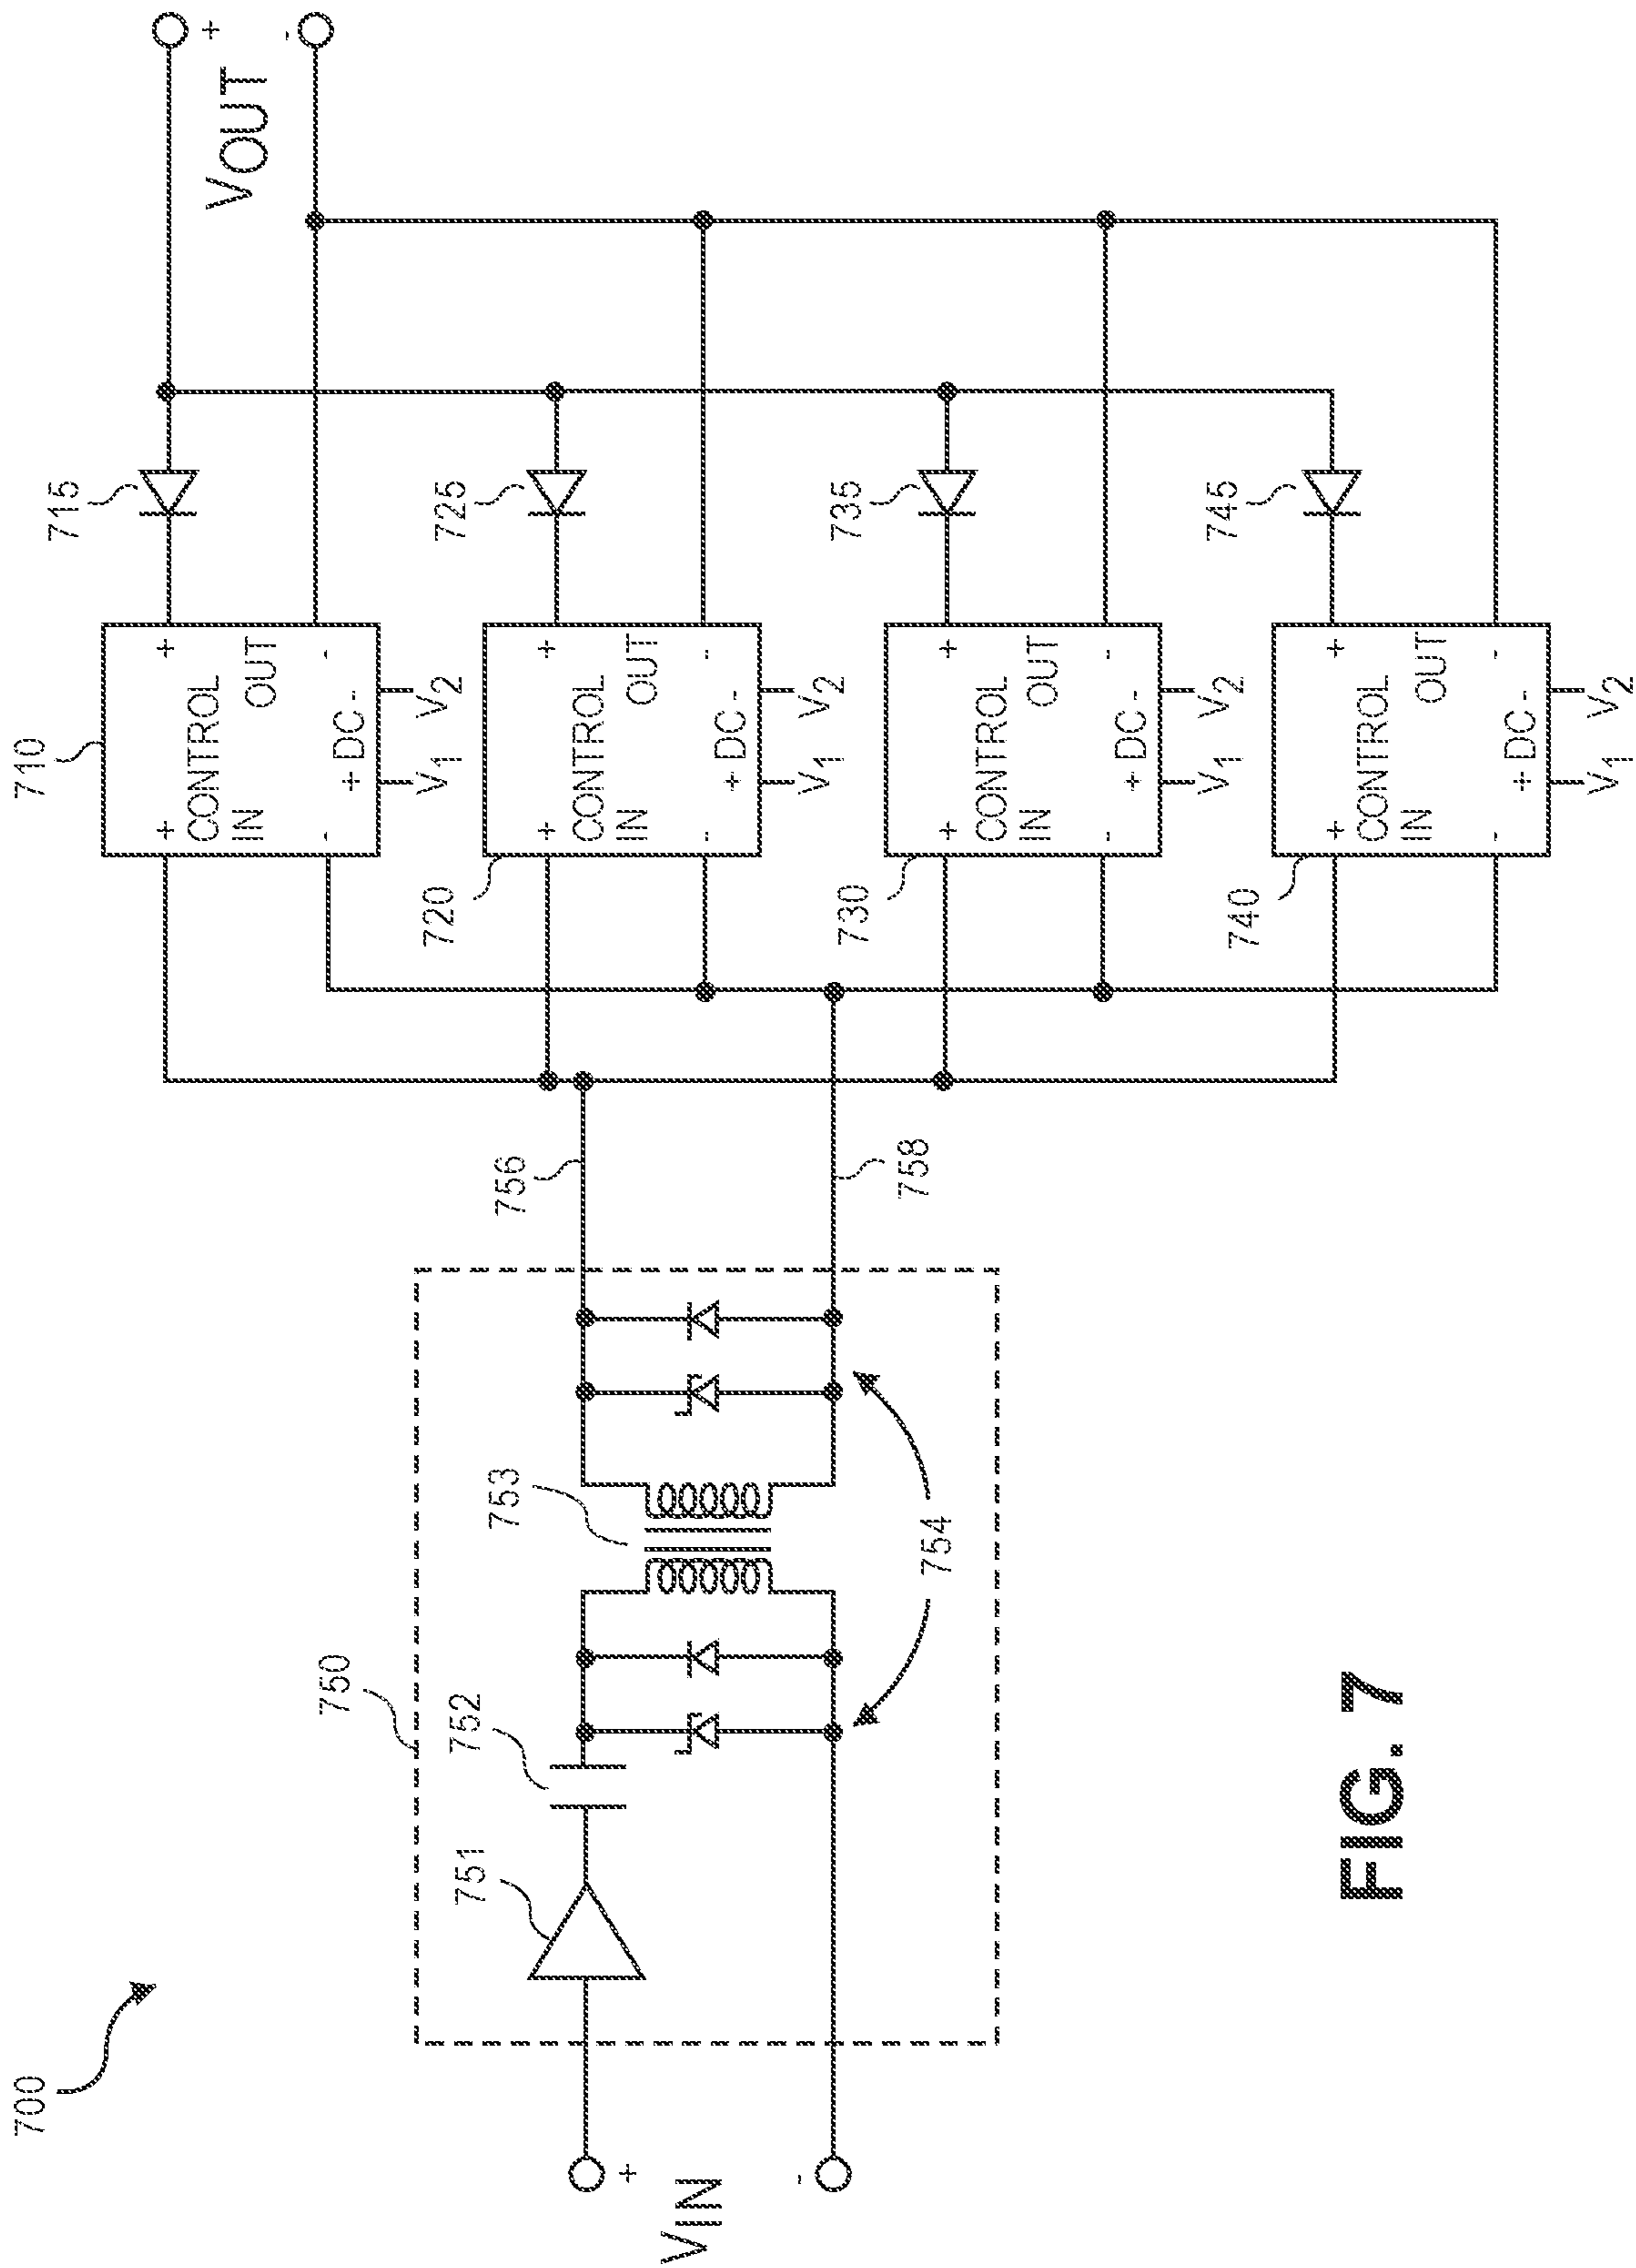 700
750
751
752
753
754
756
758
VIN
+
-
710
+ +
CONTROL
IN
OUT
- -
+ DC -
V1 V2
715
720
+ +
CONTROL
IN
OUT
- -
+ DC -
V1 V2
725
730
+ +
CONTROL
IN
OUT
- -
+ DC -
V1 V2
735
740
+ +
CONTROL
IN
OUT
- -
+ DC -
V1 V2
745
+
VOUT
-
FIG. 7